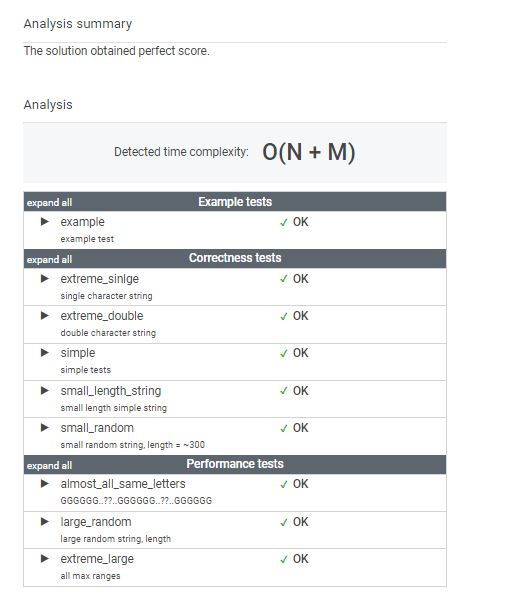 Analysis summary
The solution obtained perfect score.
Analysis
Detected time complexity: O(N + M)
expand all Example tests
▶ example ✓ OK
example test
expand all Correctness tests
▶ extreme_sinlge ✓ OK
single character string
▶ extreme_double ✓ OK
double character string
▶ simple ✓ OK
simple tests
▶ small_length_string ✓ OK
small length simple string
▶ small_random ✓ OK
small random string, length = ~300
expand all Performance tests
▶ almost_all_same_letters ✓ OK
GGGGGG..??..GGGGGG..??..GGGGGG
▶ large_random ✓ OK
large random string, length
▶ extreme_large ✓ OK
all max ranges